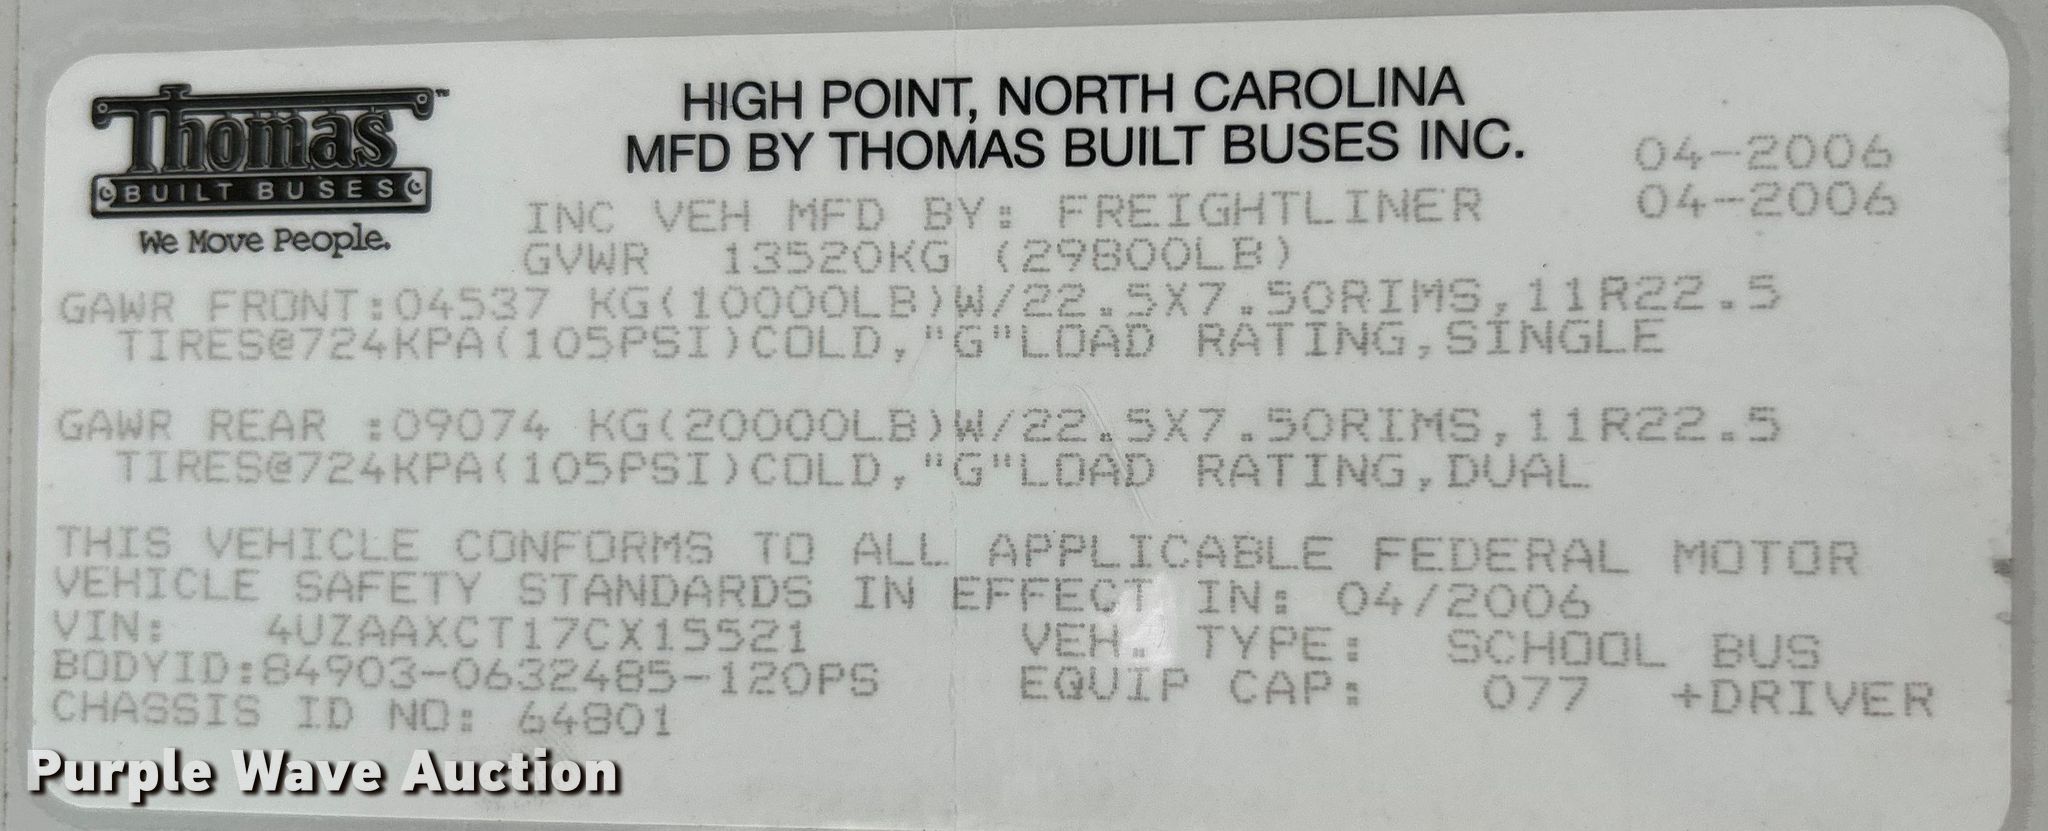 Thomas™
BUILT BUSES
We Move People.
HIGH POINT, NORTH CAROLINA
MFD BY THOMAS BUILT BUSES INC.
04-2006
INC VEH MFD BY: FREIGHTLINER 04-2006
GVWR 13520KG (29800LB)
GAWR FRONT:04537 KG(10000LB)W/22.5X7.50RIMS,11R22.5
TIRES@724KPA(105PSI)COLD,"G"LOAD RATING,SINGLE
GAWR REAR :09074 KG(20000LB)W/22.5X7.50RIMS,11R22.5
TIRES@724KPA(105PSI)COLD,"G"LOAD RATING,DUAL
THIS VEHICLE CONFORMS TO ALL APPLICABLE FEDERAL MOTOR
VEHICLE SAFETY STANDARDS IN EFFECT IN: 04/2006
VIN: 4UZAAXCT17CX15521 VEH. TYPE: SCHOOL BUS
BODYID:84903-0632485-120PS EQUIP CAP: 077 +DRIVER
CHASSIS ID NO: 64801
Purple Wave Auction